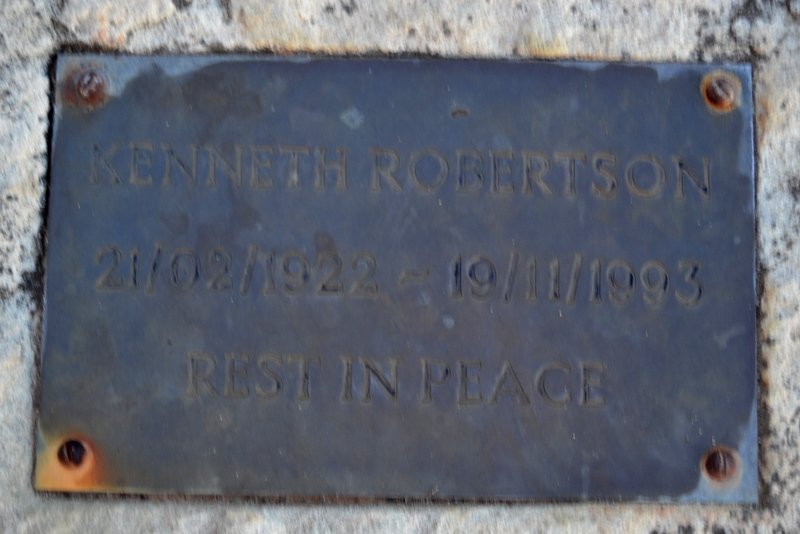 KENNETH ROBERTSON
21/02/1922 - 19/11/1993
REST IN PEACE